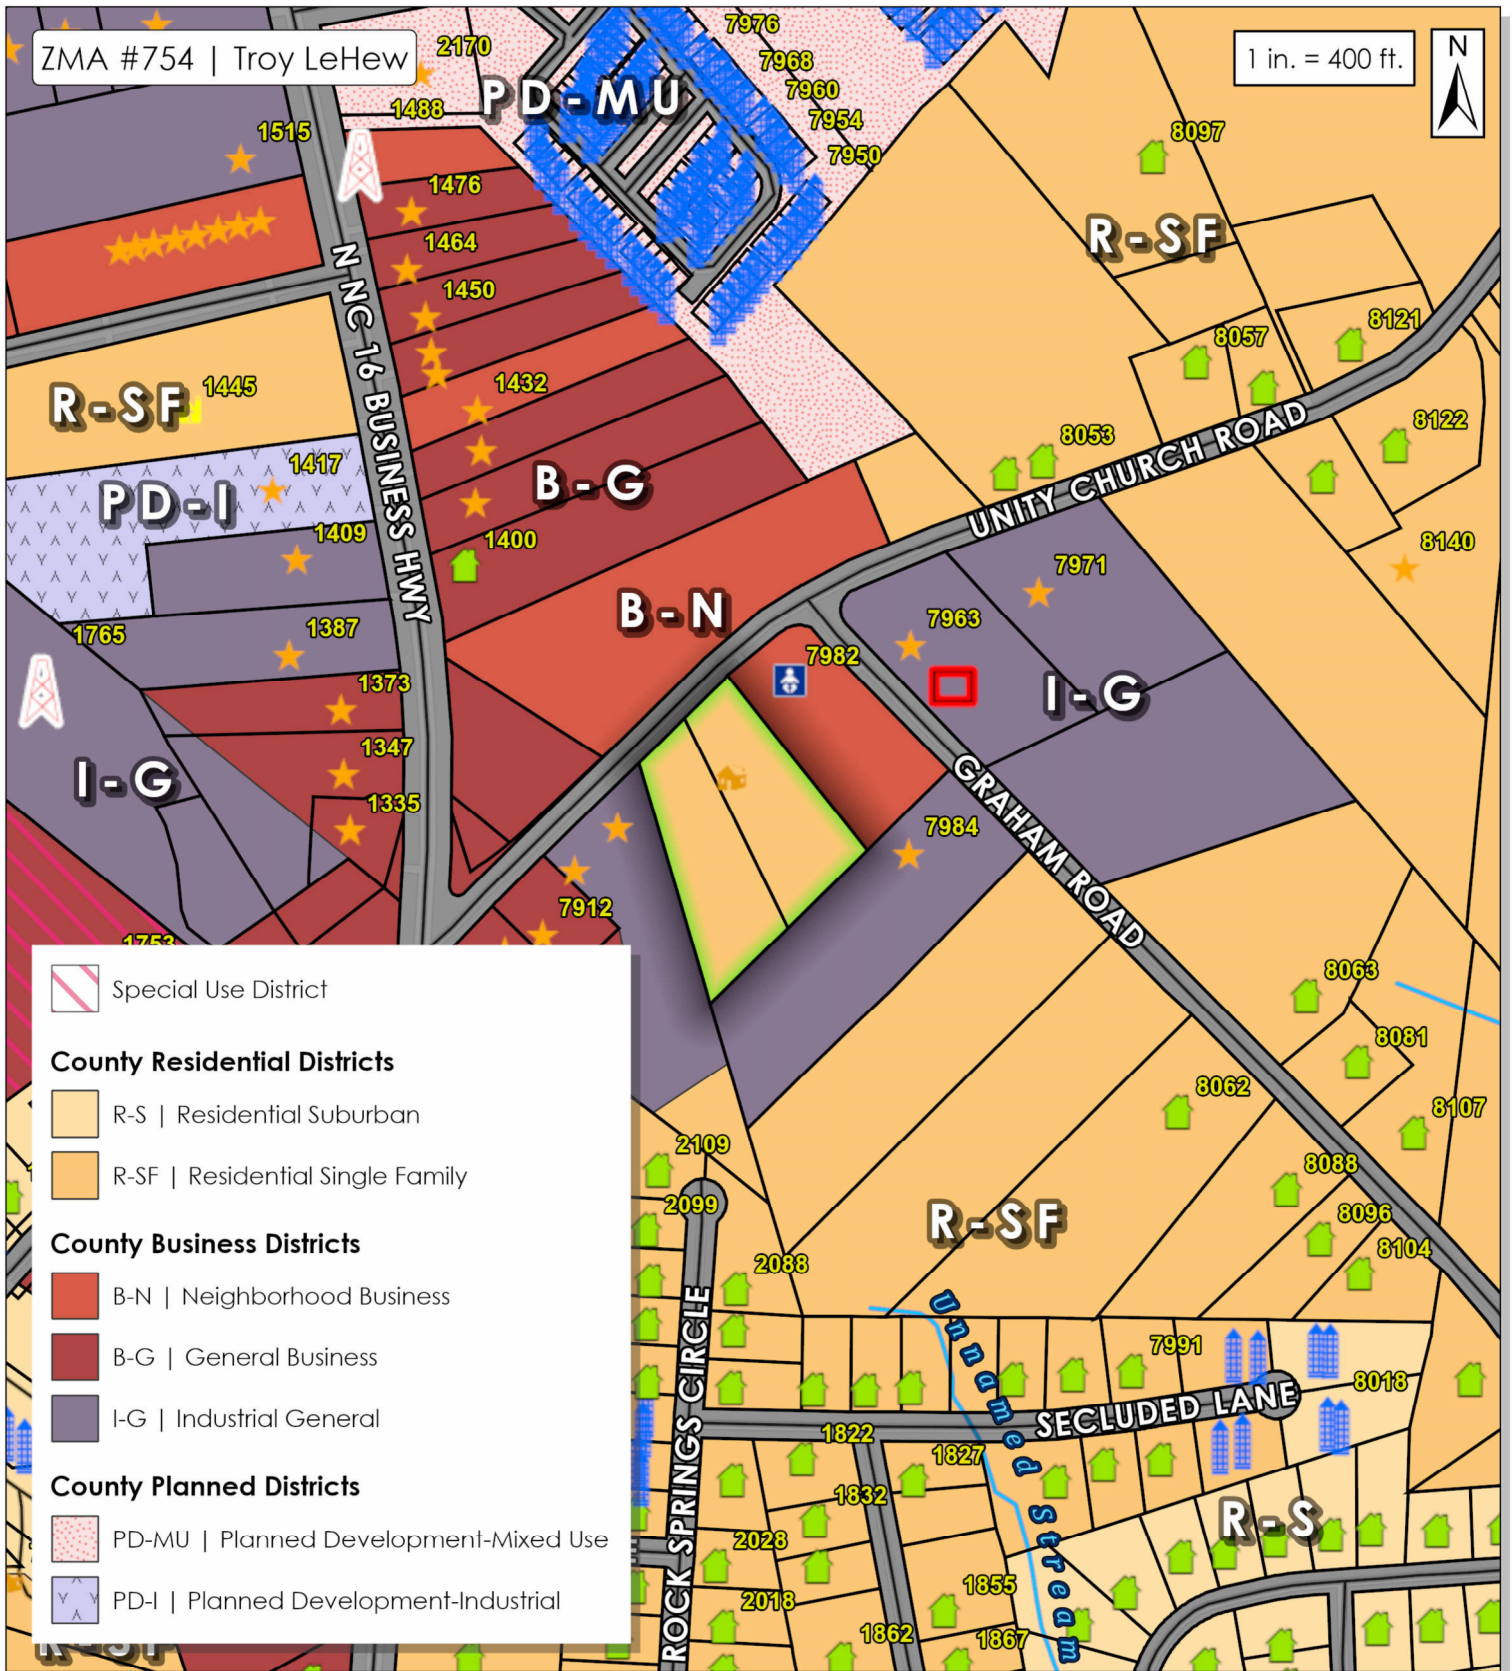 ZMA #754 | Troy LeHew
1 in. = 400 ft.
N
2170
1488
PD-MU
7976
7968
7960
7954
7950
8097
1515
1476
1464
1450
R-SF
N NC 16 BUSINESS HWY
R-SF
1445
1432
8057
8121
8122
8053
UNITY CHURCH ROAD
1417
PD-I
B-G
1409
1400
8140
7971
1765
1387
B-N
7963
7982
1373
I-G
1347
I-G
1335
GRAHAM ROAD
7984
7912
1753
8063
8081
8062
8107
2109
2099
8088
8096
8104
R-SF
2088
ROCK SPRINGS CIRCLE
Unnamed Stream
7991
8018
SECLUDED LANE
1822
1827
1832
R-S
2028
1855
2018
1862
1867
Special Use District
County Residential Districts
R-S | Residential Suburban
R-SF | Residential Single Family
County Business Districts
B-N | Neighborhood Business
B-G | General Business
I-G | Industrial General
County Planned Districts
PD-MU | Planned Development-Mixed Use
PD-I | Planned Development-Industrial
R-SF